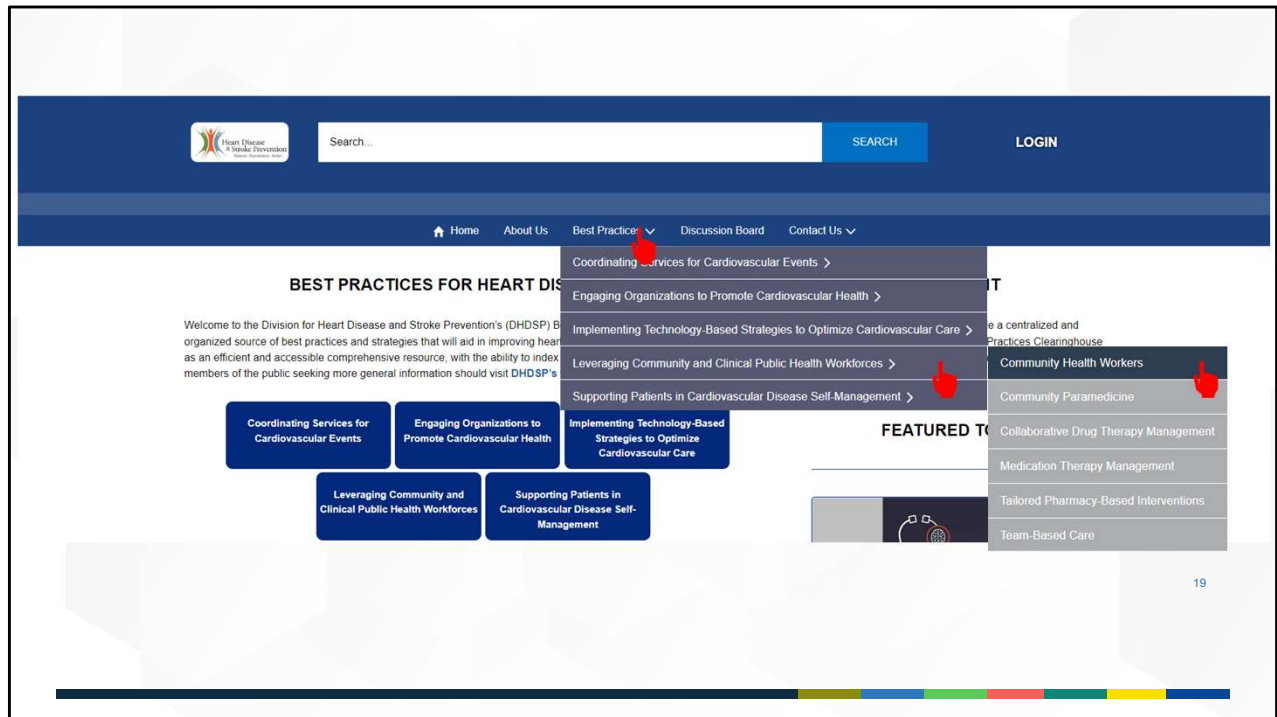 Heart Disease
& Stroke Prevention
Search...
SEARCH
LOGIN
Home About Us Best Practices Discussion Board Contact Us
Coordinating Services for Cardiovascular Events >
Engaging Organizations to Promote Cardiovascular Health >
Implementing Technology-Based Strategies to Optimize Cardiovascular Care >
Leveraging Community and Clinical Public Health Workforces >
Supporting Patients in Cardiovascular Disease Self-Management >
Community Health Workers
Community Paramedicine
Collaborative Drug Therapy Management
Medication Therapy Management
Tailored Pharmacy-Based Interventions
Team-Based Care
BEST PRACTICES FOR HEART DIS
Welcome to the Division for Heart Disease and Stroke Prevention's (DHDSP) B e a centralized and
organized source of best practices and strategies that will aid in improving hear Practices Clearinghouse
as an efficient and accessible comprehensive resource, with the ability to index
members of the public seeking more general information should visit DHDSP's
Coordinating Services for
Cardiovascular Events
Engaging Organizations to
Promote Cardiovascular Health
Implementing Technology-Based
Strategies to Optimize
Cardiovascular Care
Leveraging Community and
Clinical Public Health Workforces
Supporting Patients in
Cardiovascular Disease Self-
Management
FEATURED TO
19